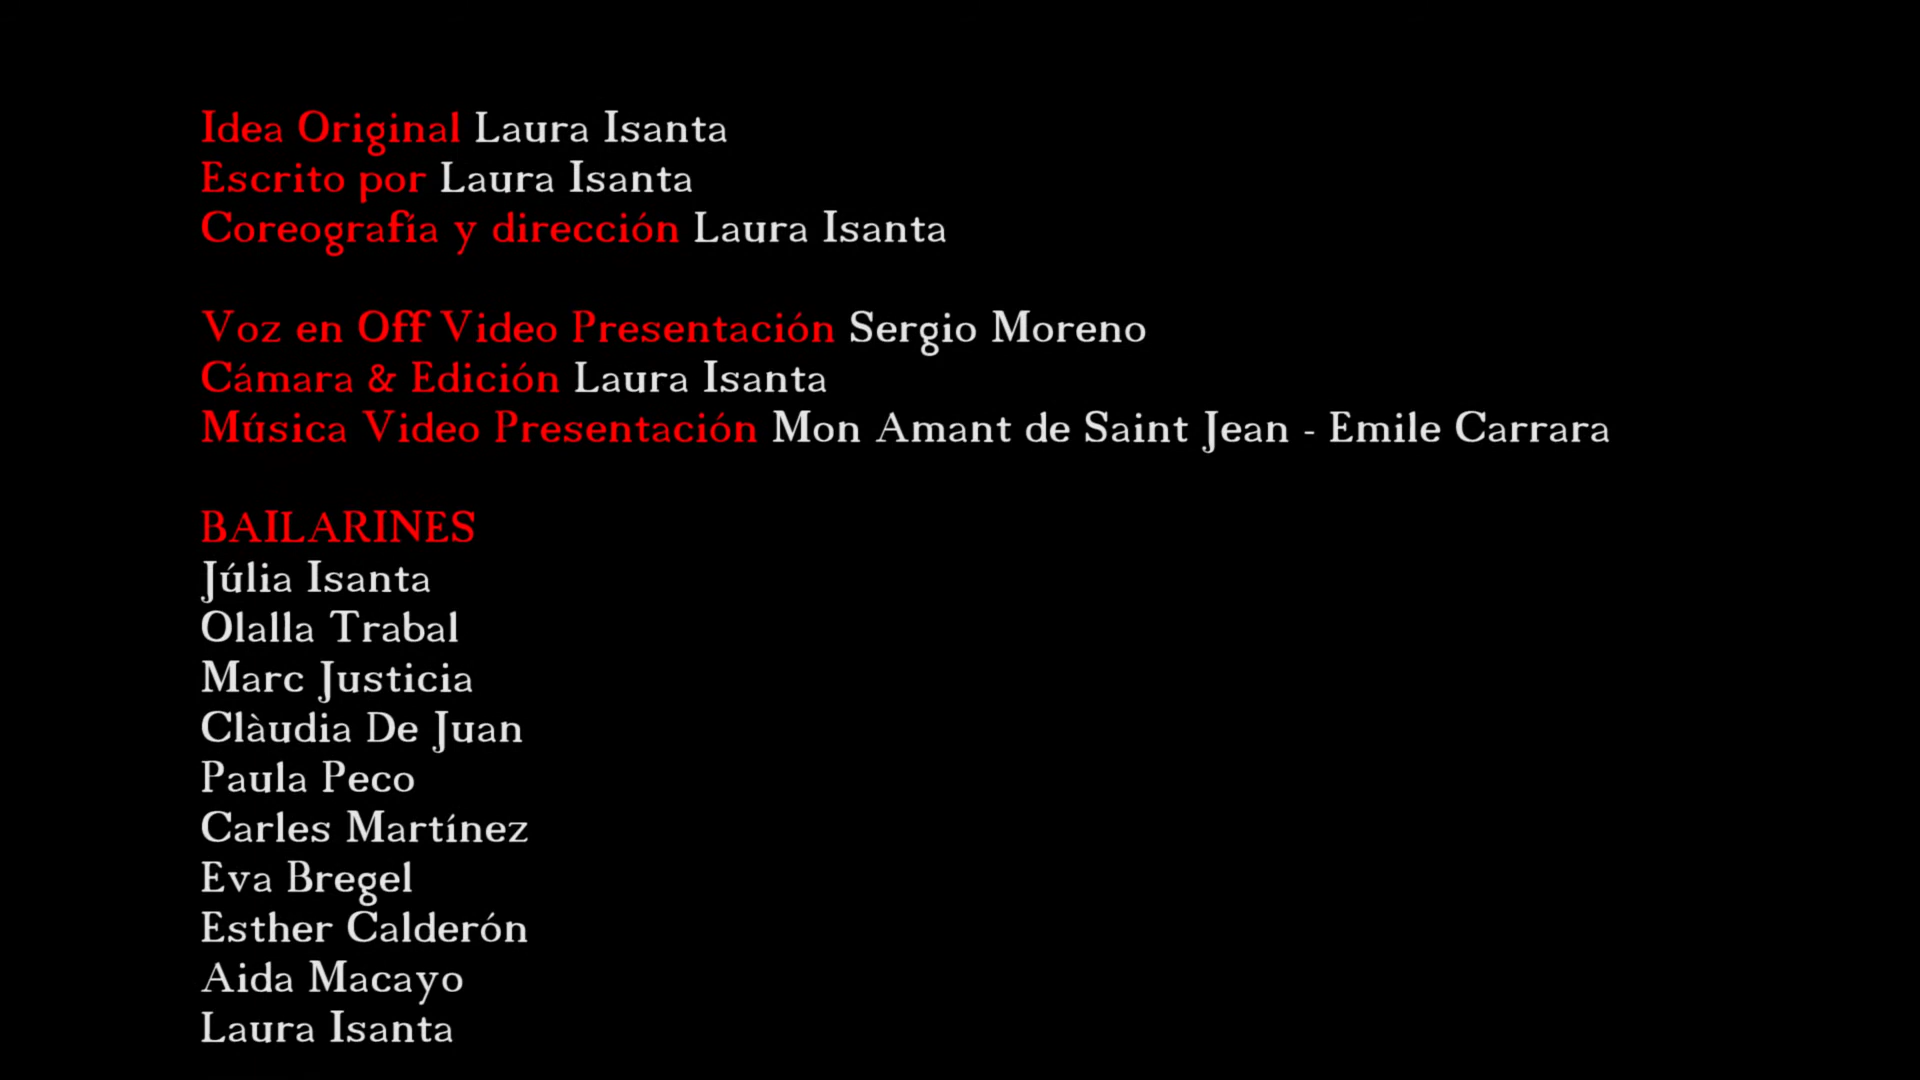 Idea Original Laura Isanta
Escrito por Laura Isanta
Coreografía y dirección Laura Isanta
Voz en Off Video Presentación Sergio Moreno
Cámara & Edición Laura Isanta
Música Video Presentación Mon Amant de Saint Jean - Emile Carrara
BAILARINES
Júlia Isanta
Olalla Trabal
Marc Justicia
Clàudia De Juan
Paula Peco
Carles Martínez
Eva Bregel
Esther Calderón
Aida Macayo
Laura Isanta